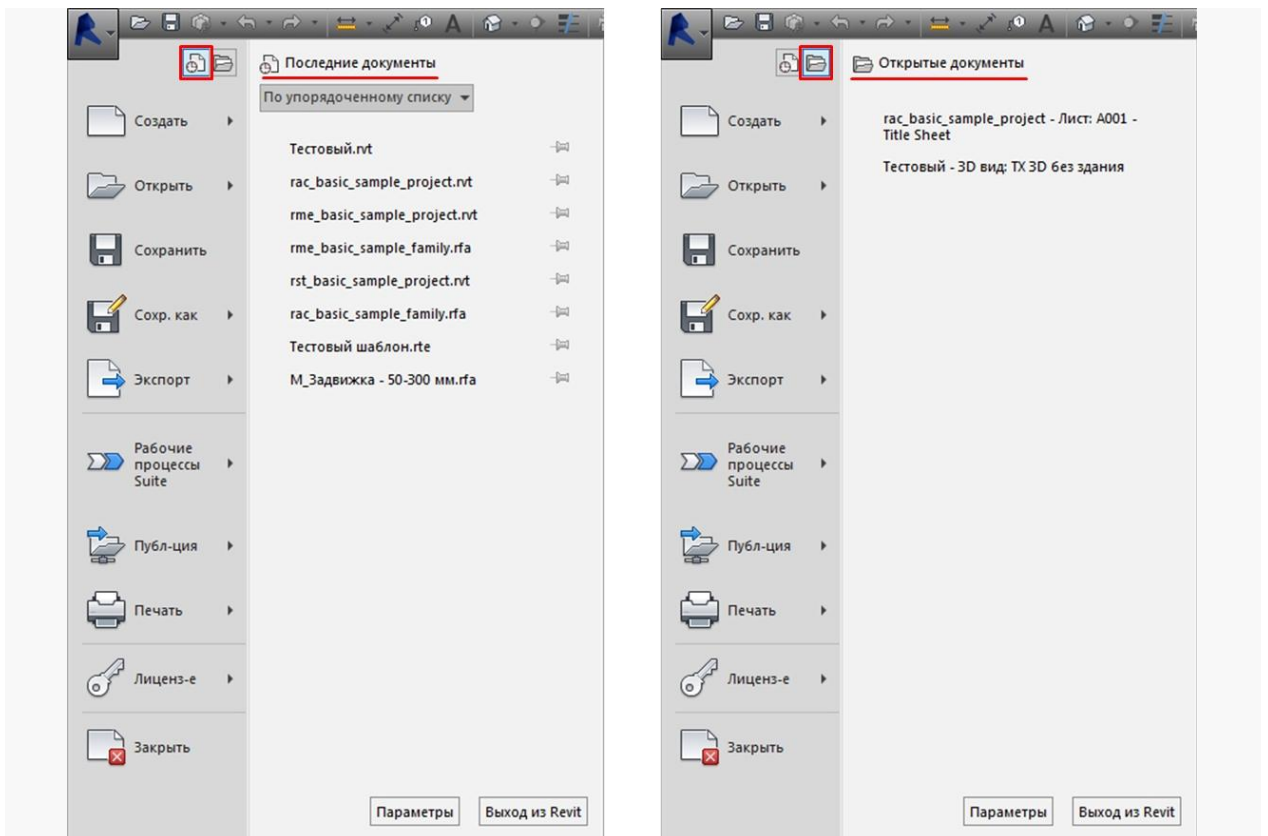 Последние документы
По упорядоченному списку
Создать
Открыть
Сохранить
Сохр. как
Экспорт
Рабочие
процессы
Suite
Публ-ция
Печать
Лиценз-е
Закрыть
Тестовый.rvt
rac_basic_sample_project.rvt
rme_basic_sample_project.rvt
rme_basic_sample_family.rfa
rst_basic_sample_project.rvt
rac_basic_sample_family.rfa
Тестовый шаблон.rte
М_Задвижка - 50-300 мм.rfa
Параметры
Выход из Revit
Открытые документы
Создать
Открыть
Сохранить
Сохр. как
Экспорт
Рабочие
процессы
Suite
Публ-ция
Печать
Лиценз-е
Закрыть
rac_basic_sample_project - Лист: A001 -
Title Sheet
Тестовый - 3D вид: ТХ 3D без здания
Параметры
Выход из Revit